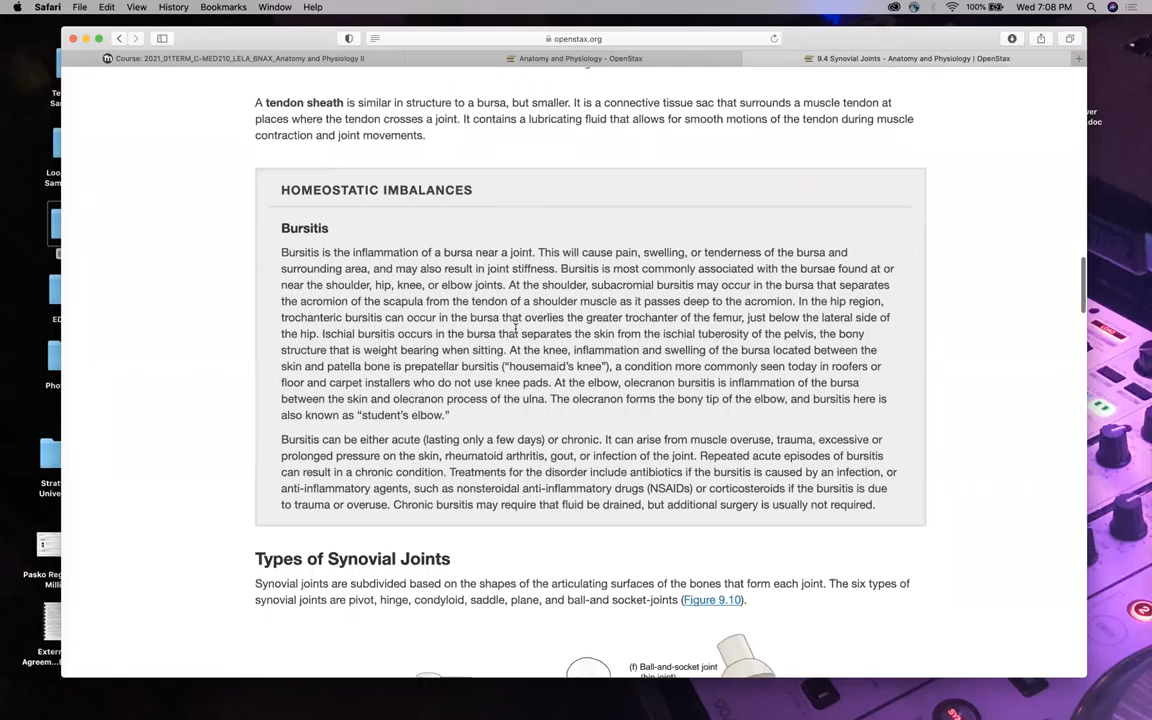 Safari File Edit View History Bookmarks Window Help 100% Wed 7:08 PM
openstax.org
Course: 2021_01TERM_C-MED210_LELA_6NAX_Anatomy and Physiology II Anatomy and Physiology - OpenStax 9.4 Synovial Joints - Anatomy and Physiology | OpenStax
A tendon sheath is similar in structure to a bursa, but smaller. It is a connective tissue sac that surrounds a muscle tendon at
places where the tendon crosses a joint. It contains a lubricating fluid that allows for smooth motions of the tendon during muscle
contraction and joint movements.
HOMEOSTATIC IMBALANCES
Bursitis
Bursitis is the inflammation of a bursa near a joint. This will cause pain, swelling, or tenderness of the bursa and
surrounding area, and may also result in joint stiffness. Bursitis is most commonly associated with the bursae found at or
near the shoulder, hip, knee, or elbow joints. At the shoulder, subacromial bursitis may occur in the bursa that separates
the acromion of the scapula from the tendon of a shoulder muscle as it passes deep to the acromion. In the hip region,
trochanteric bursitis can occur in the bursa that overlies the greater trochanter of the femur, just below the lateral side of
the hip. Ischial bursitis occurs in the bursa that separates the skin from the ischial tuberosity of the pelvis, the bony
structure that is weight bearing when sitting. At the knee, inflammation and swelling of the bursa located between the
skin and patella bone is prepatellar bursitis (“housemaid’s knee”), a condition more commonly seen today in roofers or
floor and carpet installers who do not use knee pads. At the elbow, olecranon bursitis is inflammation of the bursa
between the skin and olecranon process of the ulna. The olecranon forms the bony tip of the elbow, and bursitis here is
also known as “student’s elbow.”
Bursitis can be either acute (lasting only a few days) or chronic. It can arise from muscle overuse, trauma, excessive or
prolonged pressure on the skin, rheumatoid arthritis, gout, or infection of the joint. Repeated acute episodes of bursitis
can result in a chronic condition. Treatments for the disorder include antibiotics if the bursitis is caused by an infection, or
anti-inflammatory agents, such as nonsteroidal anti-inflammatory drugs (NSAIDs) or corticosteroids if the bursitis is due
to trauma or overuse. Chronic bursitis may require that fluid be drained, but additional surgery is usually not required.
Types of Synovial Joints
Synovial joints are subdivided based on the shapes of the articulating surfaces of the bones that form each joint. The six types of
synovial joints are pivot, hinge, condyloid, saddle, plane, and ball-and socket-joints (Figure 9.10).
(f) Ball-and-socket joint
(hip joint)
Te
Loo
Sam
ED
Pho
Strat
Unive
Pasko Reg
Milli
Extern
Agreem...E
ver
doc
LOAD
2